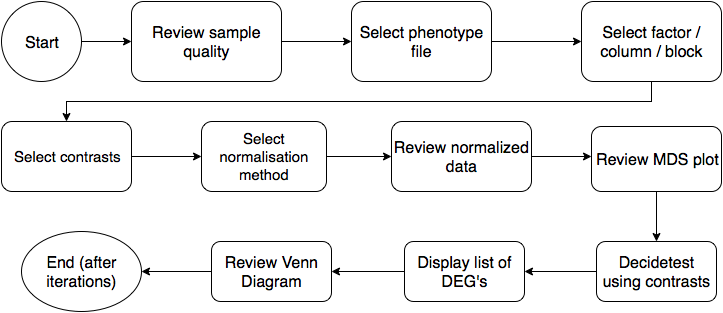 Start
Review sample
quality
Select phenotype
file
Select factor /
column / block
Select contrasts
Select
normalisation
method
Review normalized
data
Review MDS plot
End (after
iterations)
Review Venn
Diagram
Display list of
DEG's
Decidetest
using contrasts